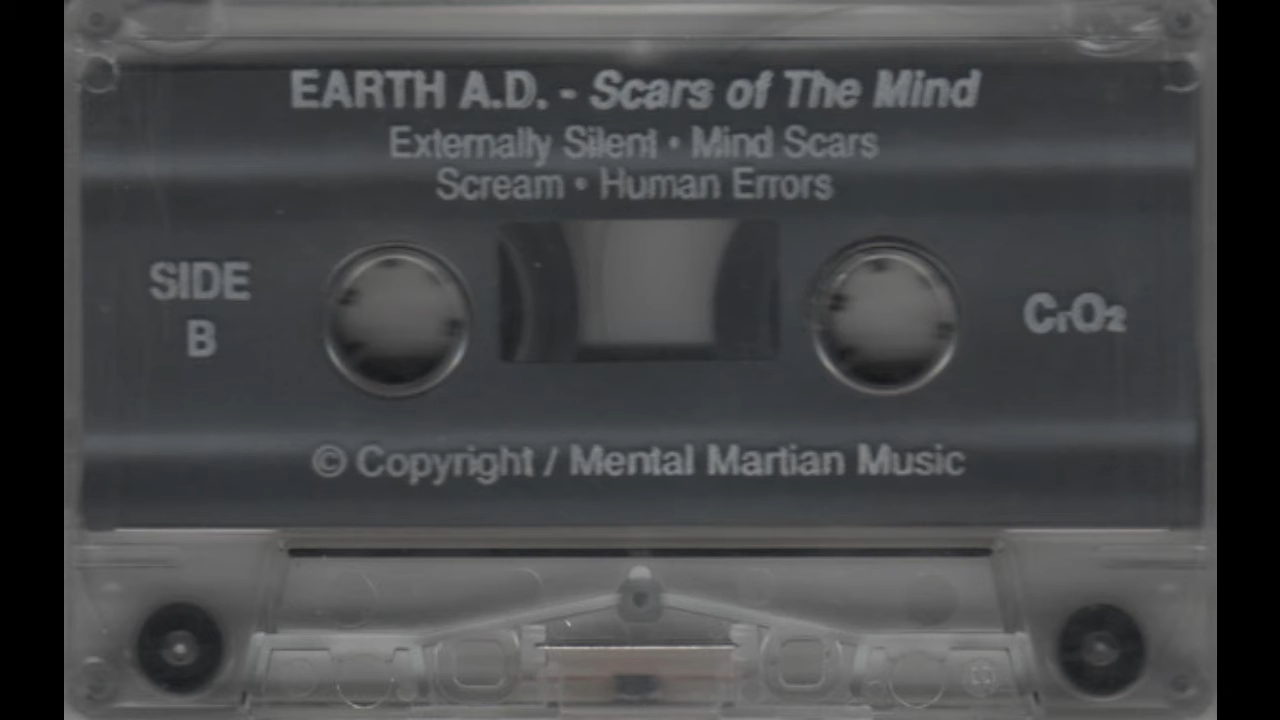 EARTH A.D. - Scars of The Mind
Externally Silent • Mind Scars
Scream • Human Errors
SIDE
B
CrO2
© Copyright / Mental Martian Music